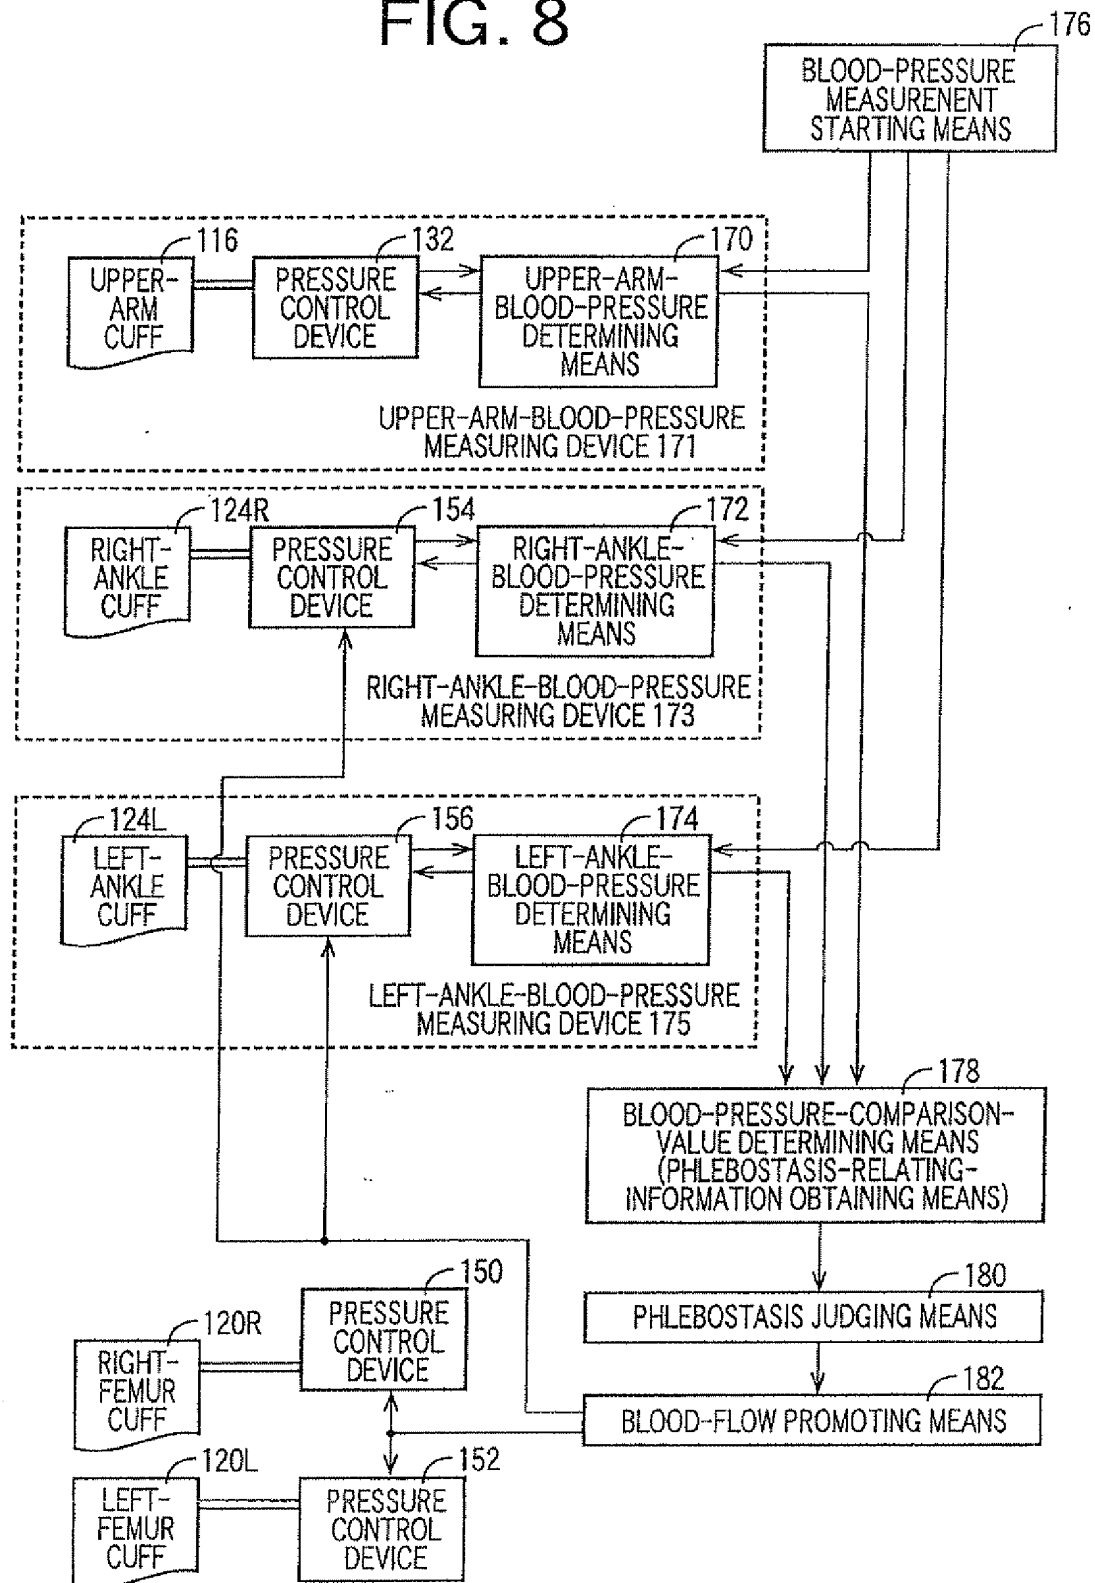 FIG. 8
176
BLOOD-PRESSURE
MEASURENENT
STARTING MEANS
116
UPPER-
ARM
CUFF
132
PRESSURE
CONTROL
DEVICE
170
UPPER-ARM-
BLOOD-PRESSURE
DETERMINING
MEANS
UPPER-ARM-BLOOD-PRESSURE
MEASURING DEVICE 171
124R
RIGHT-
ANKLE
CUFF
154
PRESSURE
CONTROL
DEVICE
172
RIGHT-ANKLE-
BLOOD-PRESSURE
DETERMINING
MEANS
RIGHT-ANKLE-BLOOD-PRESSURE
MEASURING DEVICE 173
124L
LEFT-
ANKLE
CUFF
156
PRESSURE
CONTROL
DEVICE
174
LEFT-ANKLE-
BLOOD-PRESSURE
DETERMINING
MEANS
LEFT-ANKLE-BLOOD-PRESSURE
MEASURING DEVICE 175
178
BLOOD-PRESSURE-COMPARISON-
VALUE DETERMINING MEANS
(PHLEBOSTASIS-RELATING-
INFORMATION OBTAINING MEANS)
180
PHLEBOSTASIS JUDGING MEANS
182
BLOOD-FLOW PROMOTING MEANS
120R
RIGHT-
FEMUR
CUFF
150
PRESSURE
CONTROL
DEVICE
120L
LEFT-
FEMUR
CUFF
152
PRESSURE
CONTROL
DEVICE